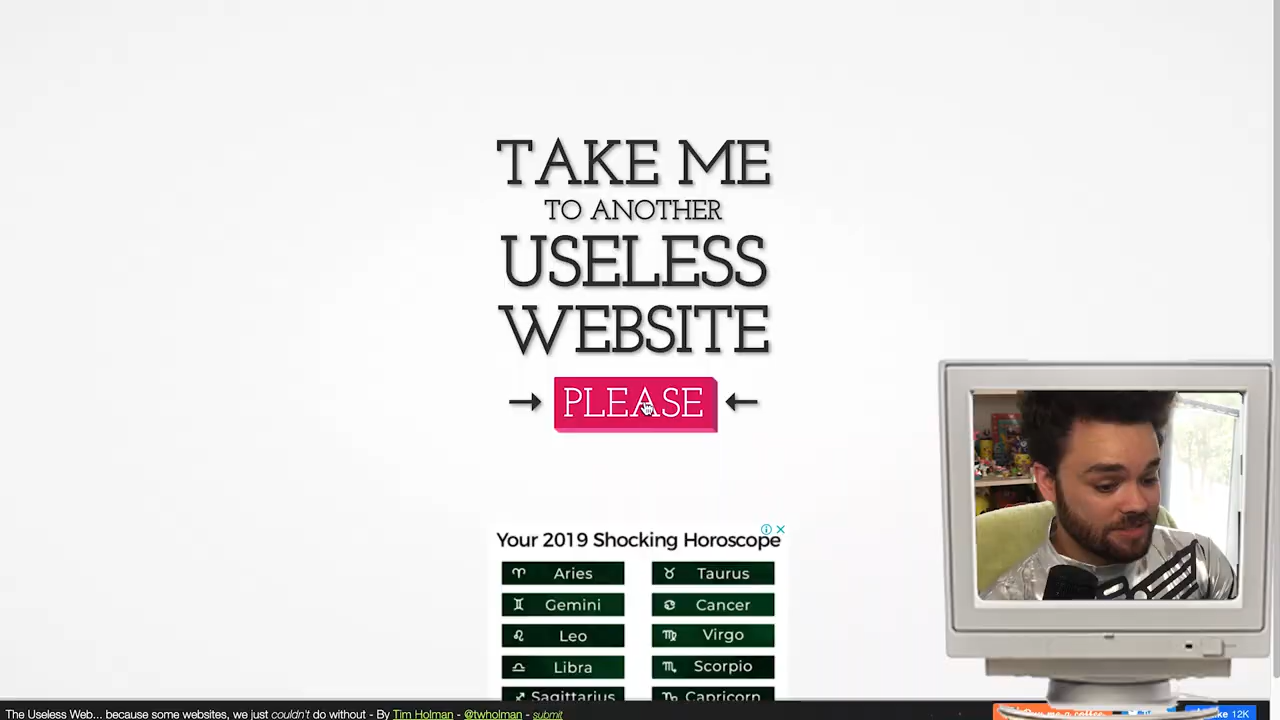 TAKE ME
TO ANOTHER
USELESS
WEBSITE
→ PLEASE ←
Your 2019 Shocking Horoscope
Aries
Taurus
Gemini
Cancer
Leo
Virgo
Libra
Scorpio
Sagittarius
Capricorn
The Useless Web... because some websites, we just couldn't do without - By Tim Holman - @twholman - submit
12K